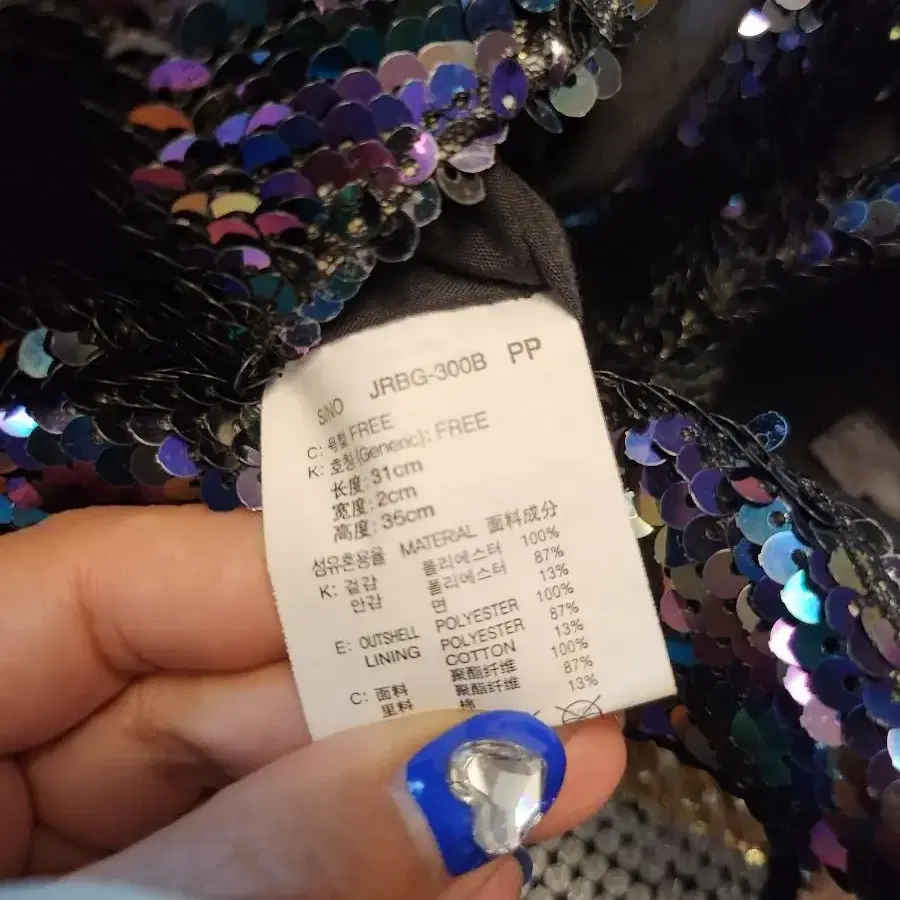 S/NO JRBG-300B PP
C: 号型 FREE
K: 호칭(Generic): FREE
长度: 31cm
宽度: 2cm
高度: 35cm
섬유혼용율 MATERIAL 面料成分
K: 겉감 폴리에스터 100%
안감 폴리에스터 87%
면 13%
E: OUTSHELL POLYESTER 100%
LINING POLYESTER 87%
COTTON 13%
C: 面料 聚酯纤维 100%
里料 聚酯纤维 87%
棉 13%